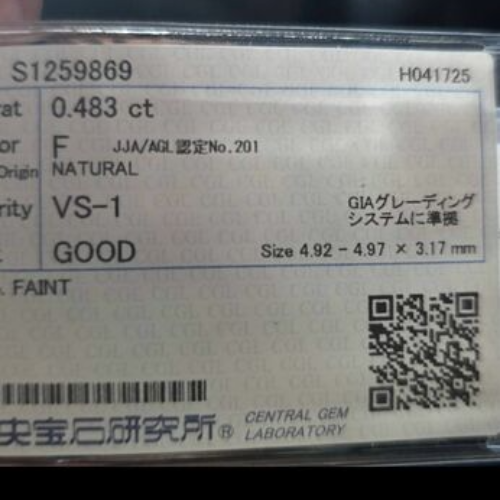 S1259869 H041725
at 0.483 ct
or F JJA/AGL認定No.201
Origin NATURAL
rity VS-1 GIAグレーディング
システムに準拠
GOOD Size 4.92 - 4.97 × 3.17 mm
FAINT
央宝石研究所® CENTRAL GEM
LABORATORY